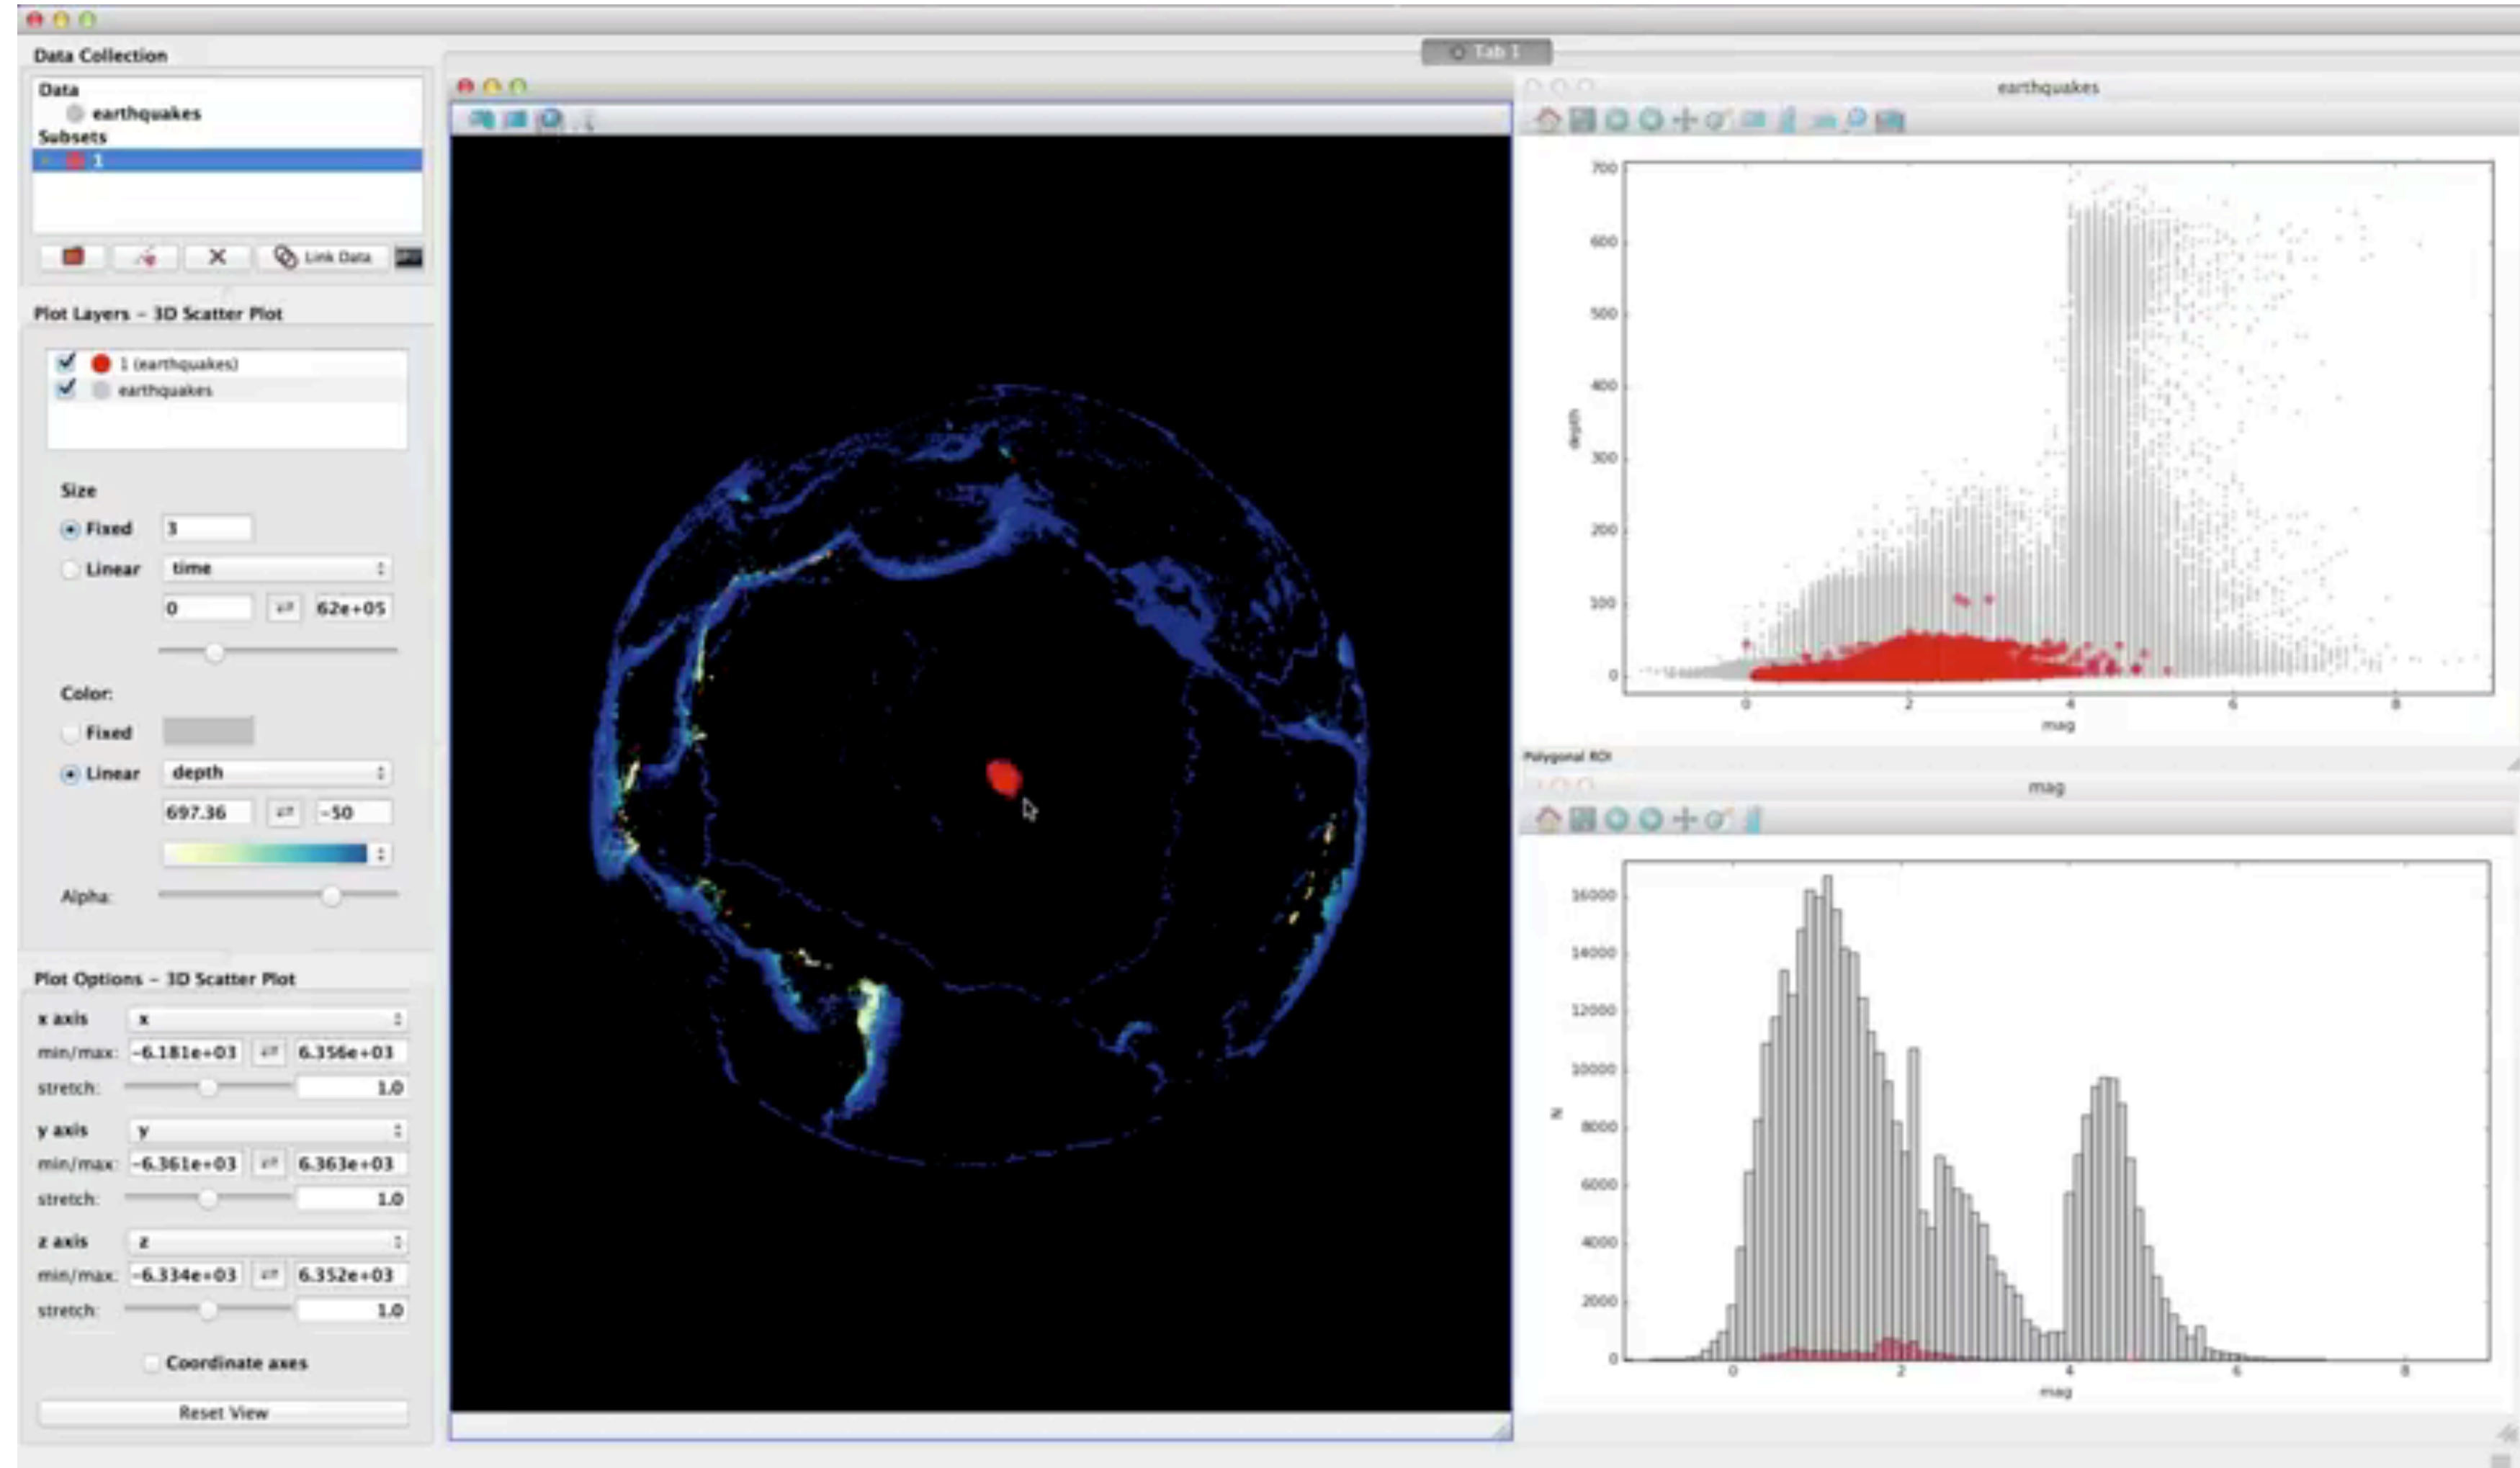 Data Collection
Data
earthquakes
Subsets
1
Link Data
Plot Layers - 3D Scatter Plot
1 (earthquakes)
earthquakes
Size
Fixed 3
Linear time
0 62e+05
Color:
Fixed
Linear depth
697.36 -50
Alpha:
Plot Options - 3D Scatter Plot
x axis x
min/max: -6.181e+03 6.356e+03
stretch: 1.0
y axis y
min/max: -6.361e+03 6.363e+03
stretch: 1.0
z axis z
min/max: -6.334e+03 6.352e+03
stretch: 1.0
Coordinate axes
Reset View
Tab 1
earthquakes
700
600
500
400
300
200
100
0
depth
0 2 4 6 8
mag
Polygonal ROI
mag
16000
14000
12000
10000
8000
6000
4000
2000
0
N
0 2 4 6 8
mag